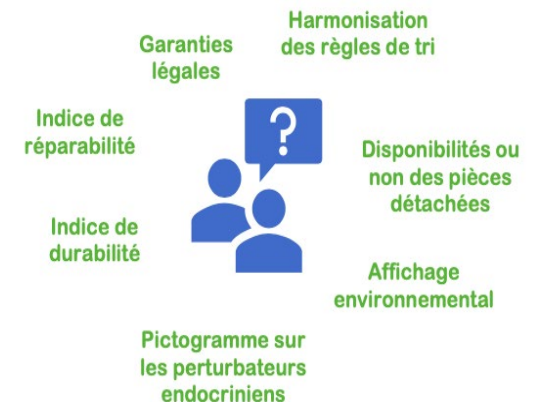 Harmonisation
des règles de tri
Garanties
légales
Indice de
réparabilité
?
Disponibilités ou
non des pièces
détachées
Indice de
durabilité
Affichage
environnemental
Pictogramme sur
les perturbateurs
endocriniens